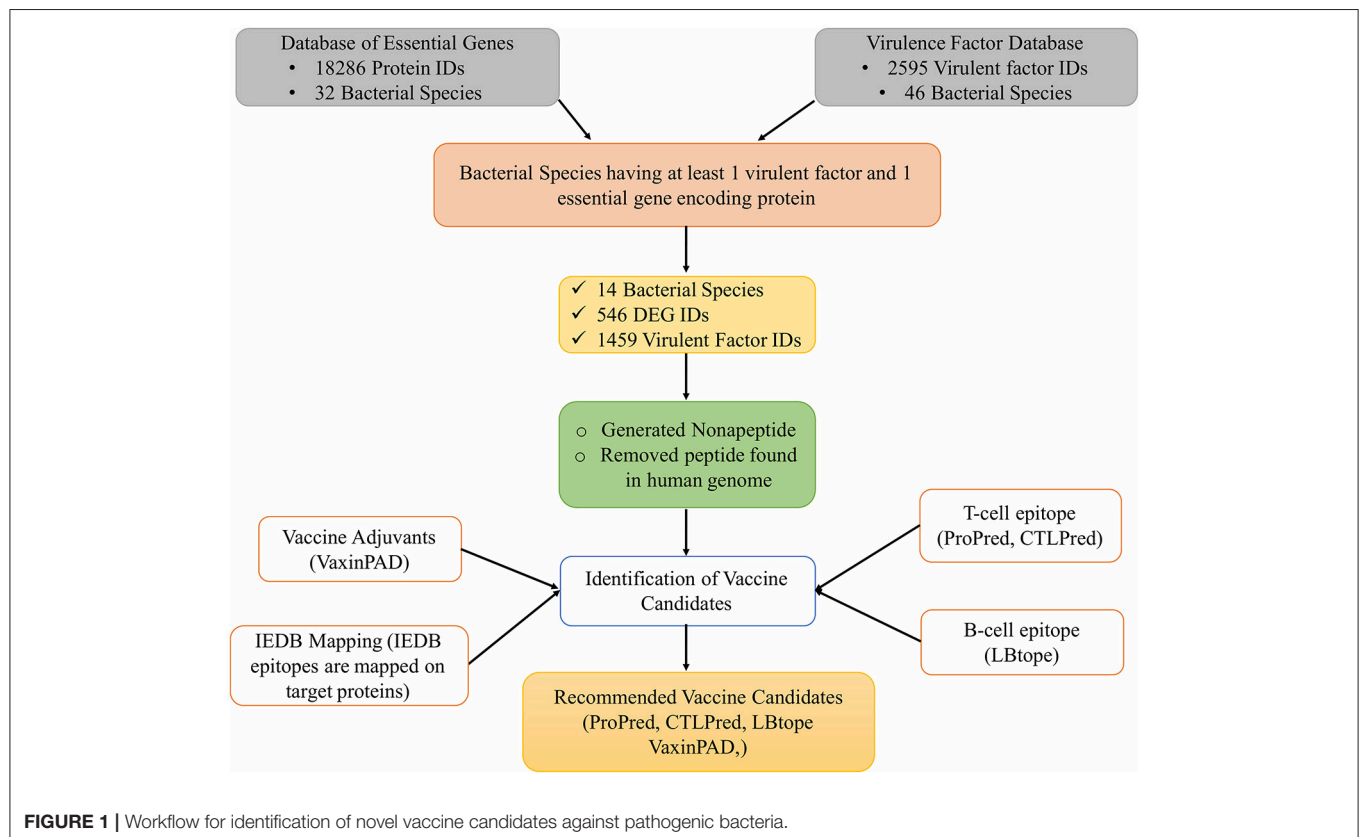 Database of Essential Genes
• 18286 Protein IDs
• 32 Bacterial Species
Virulence Factor Database
• 2595 Virulent factor IDs
• 46 Bacterial Species
Bacterial Species having at least 1 virulent factor and 1
essential gene encoding protein
✓ 14 Bacterial Species
✓ 546 DEG IDs
✓ 1459 Virulent Factor IDs
○ Generated Nonapeptide
○ Removed peptide found
in human genome
Vaccine Adjuvants
(VaxinPAD)
IEDB Mapping (IEDB
epitopes are mapped on
target proteins)
Identification of Vaccine
Candidates
T-cell epitope
(ProPred, CTLPred)
B-cell epitope
(LBtope)
Recommended Vaccine Candidates
(ProPred, CTLPred, LBtope
VaxinPAD,)
FIGURE 1 | Workflow for identification of novel vaccine candidates against pathogenic bacteria.